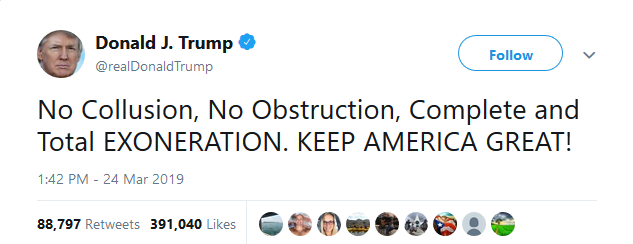 Donald J. Trump
Follow
@realDonaldTrump
No Collusion, No Obstruction, Complete and
Total EXONERATION. KEEP AMERICA GREAT!
1:42 PM - 24 Mar 2019
88,797 Retweets 391,040 Likes